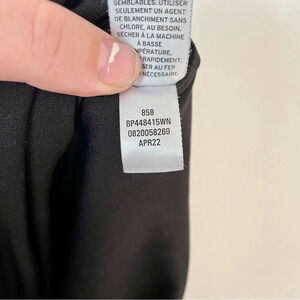 SEMBLABLES. UTILISER
SEULEMENT UN AGENT
DE BLANCHIMENT SANS
CHLORE, AU BESOIN.
SÉCHER À LA MACHINE
À BASSE
TEMPÉRATURE,
RAPIDEMENT.
AU FER
NÉCESSAIRE.
858
BP448415WN
0820058269
APR22